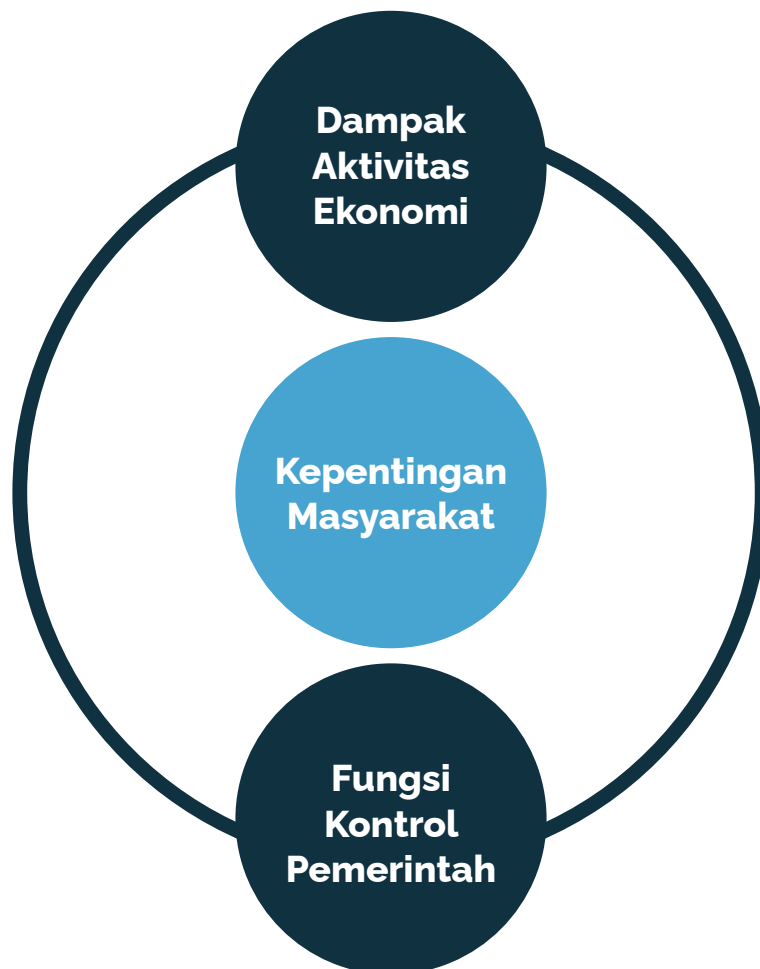 Dampak
Aktivitas
Ekonomi
Kepentingan
Masyarakat
Fungsi
Kontrol
Pemerintah